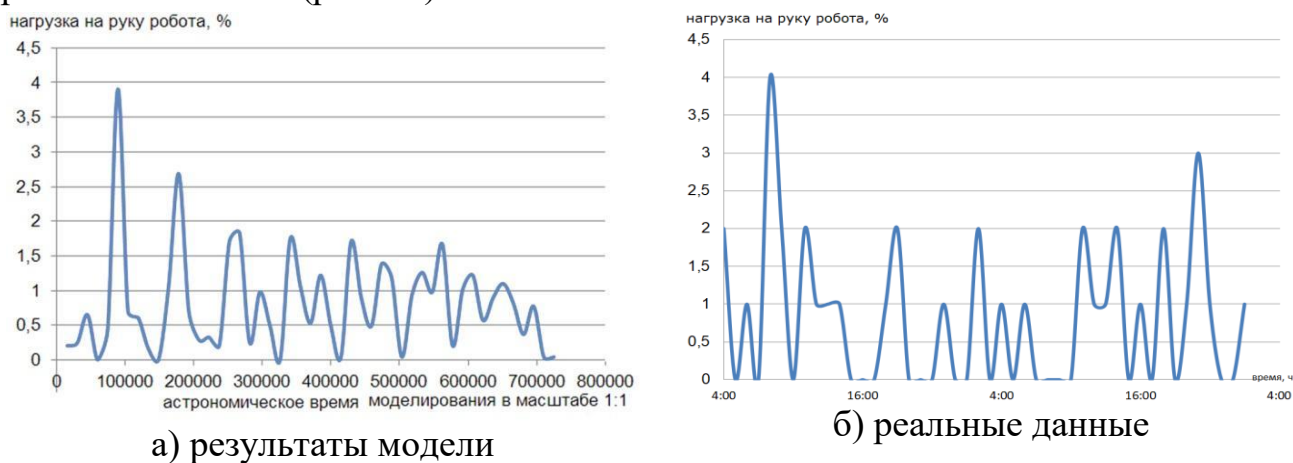 нагрузка на руку робота, %
4,5
4
3,5
3
2,5
2
1,5
1
0,5
0
0 100000 200000 300000 400000 500000 600000 700000 800000
астрономическое время моделирования в масштабе 1:1
а) результаты модели
нагрузка на руку робота, %
4,5
4
3,5
3
2,5
2
1,5
1
0,5
0
время, ч
4:00 16:00 4:00 16:00 4:00
б) реальные данные